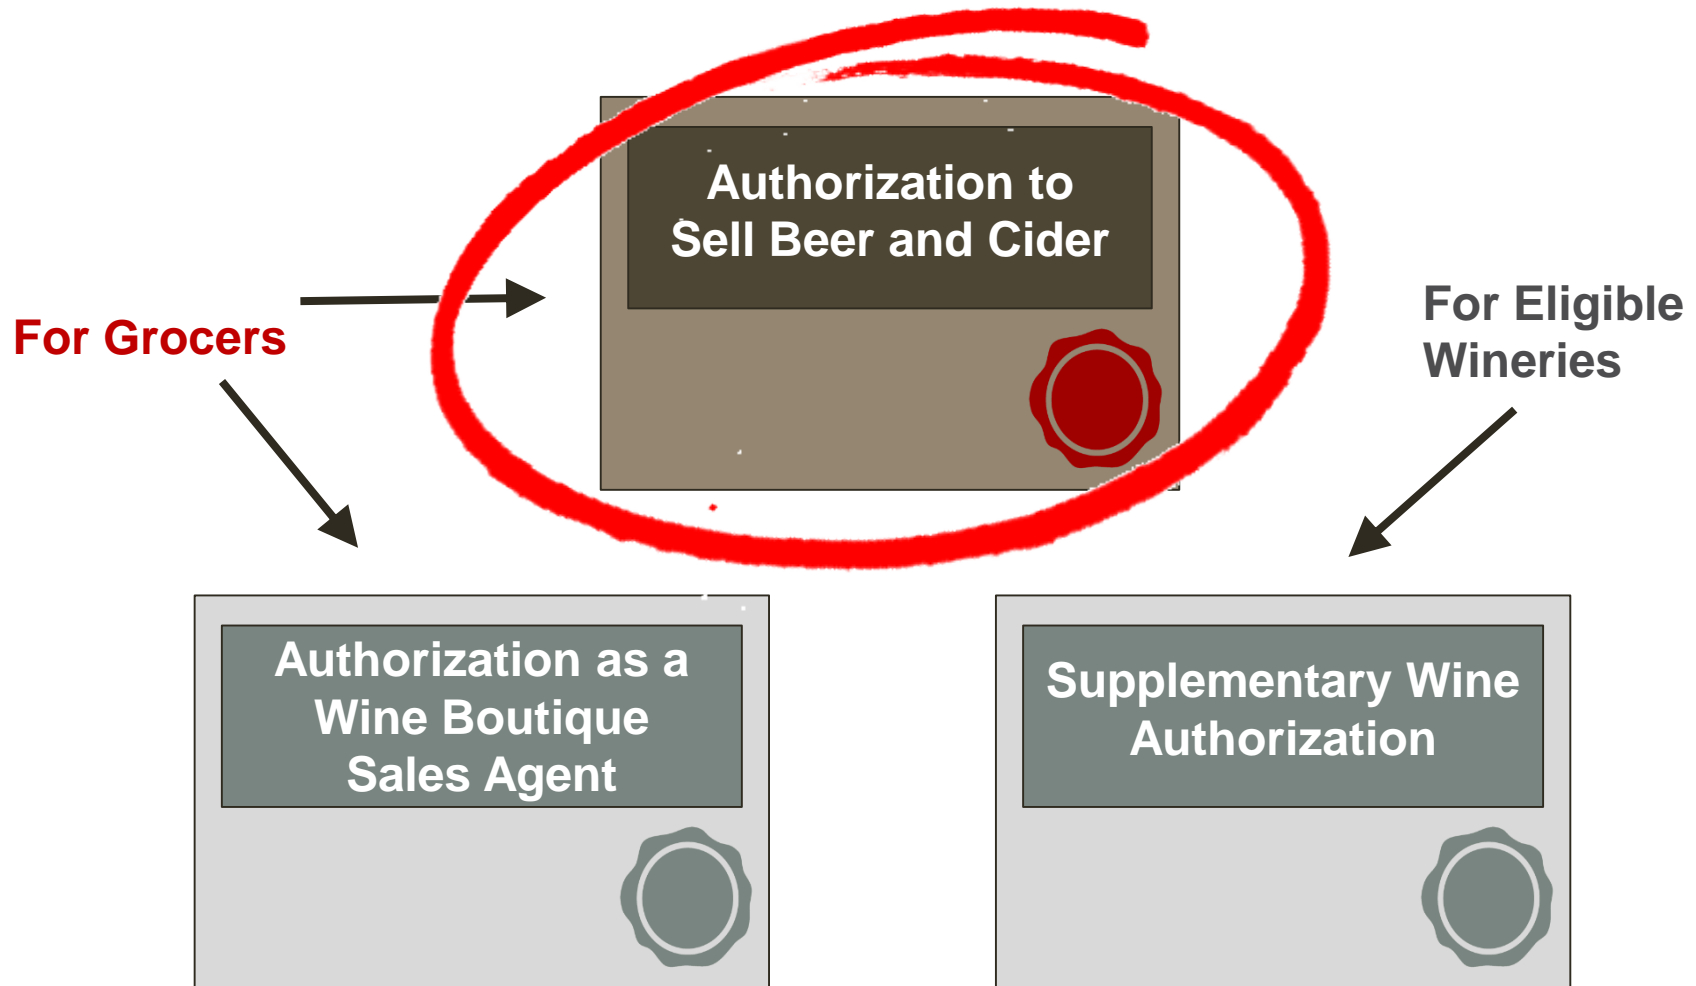 Authorization to
Sell Beer and Cider
For Grocers
For Eligible
Wineries
Authorization as a
Wine Boutique
Sales Agent
Supplementary Wine
Authorization